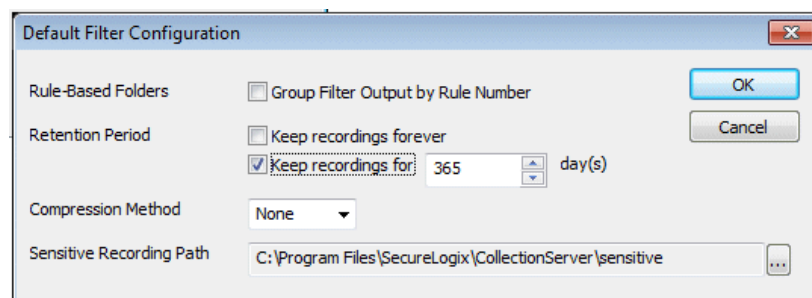 Default Filter Configuration
Rule-Based Folders Group Filter Output by Rule Number OK
Retention Period Keep recordings forever Cancel
Keep recordings for 365 day(s)
Compression Method None
Sensitive Recording Path C:\Program Files\SecureLogix\CollectionServer\sensitive ...